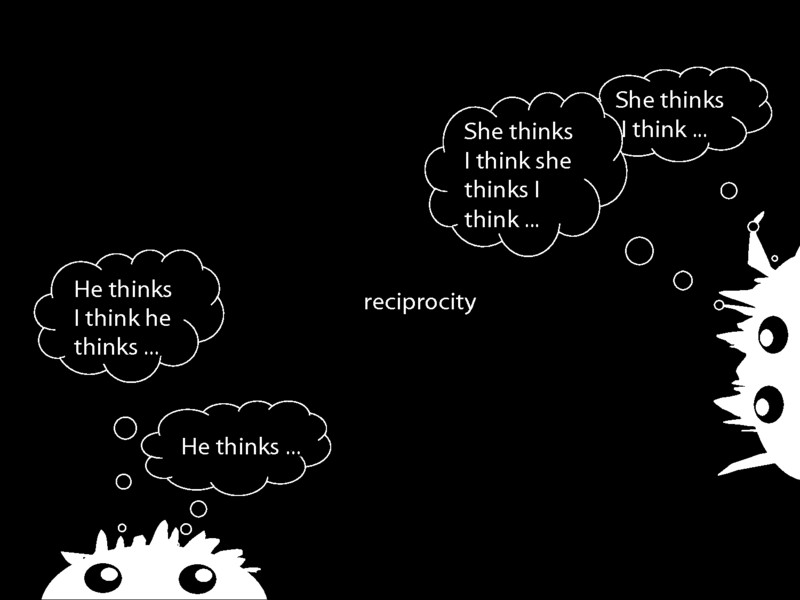 She thinks
I think ...
She thinks
I think she
thinks I
think ...
He thinks
I think he
thinks ...
reciprocity
He thinks ...